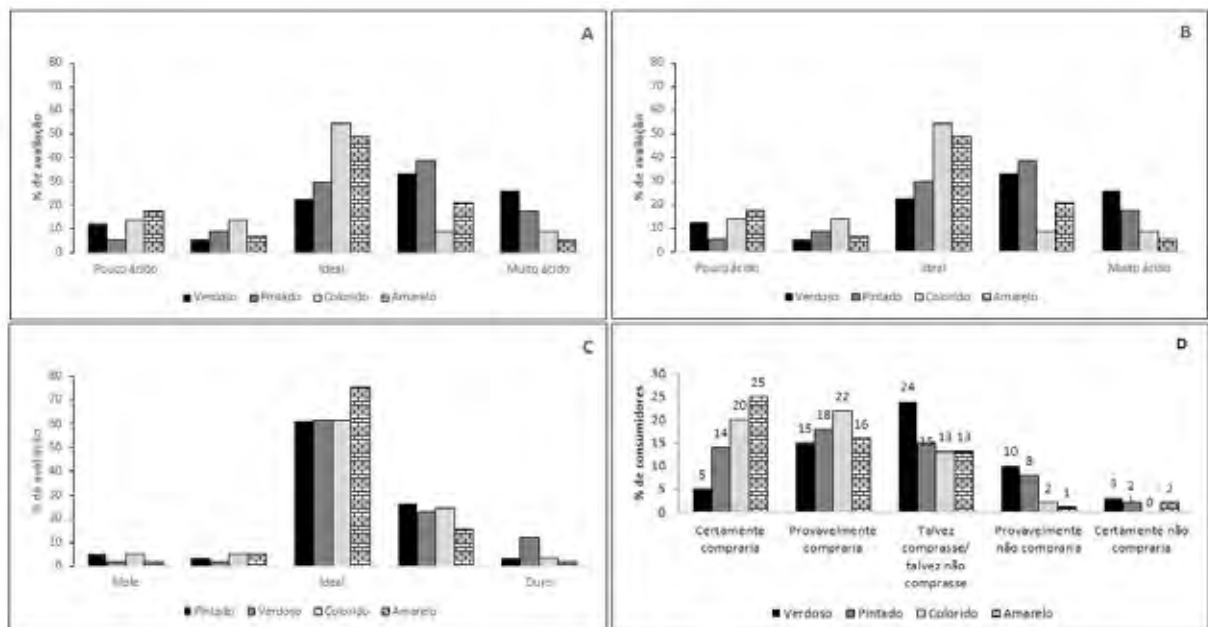 A
% de avaliação
80
70
60
50
40
30
20
10
0
Pouco ácido Ideal Muito ácido
Verdoso Pintado Colorido Amarelo
B
% de avaliação
80
70
60
50
40
30
20
10
0
Pouco ácido Ideal Muito ácido
Verdoso Pintado Colorido Amarelo
C
% de avaliação
80
70
60
50
40
30
20
10
0
Mole Ideal Duro
Pintado Verdoso Colorido Amarelo
D
% de consumidores
30
25
20
15
10
5
0
5 14 20 25
15 18 22 16
24 15 13 13
10 8 2 1
3 2 0 2
Certamente Provavelmente Talvez Provavelmente Certamente não
compraria compraria comprasse/ não compraria compraria
talvez não
comprasse
Verdoso Pintado Colorido Amarelo